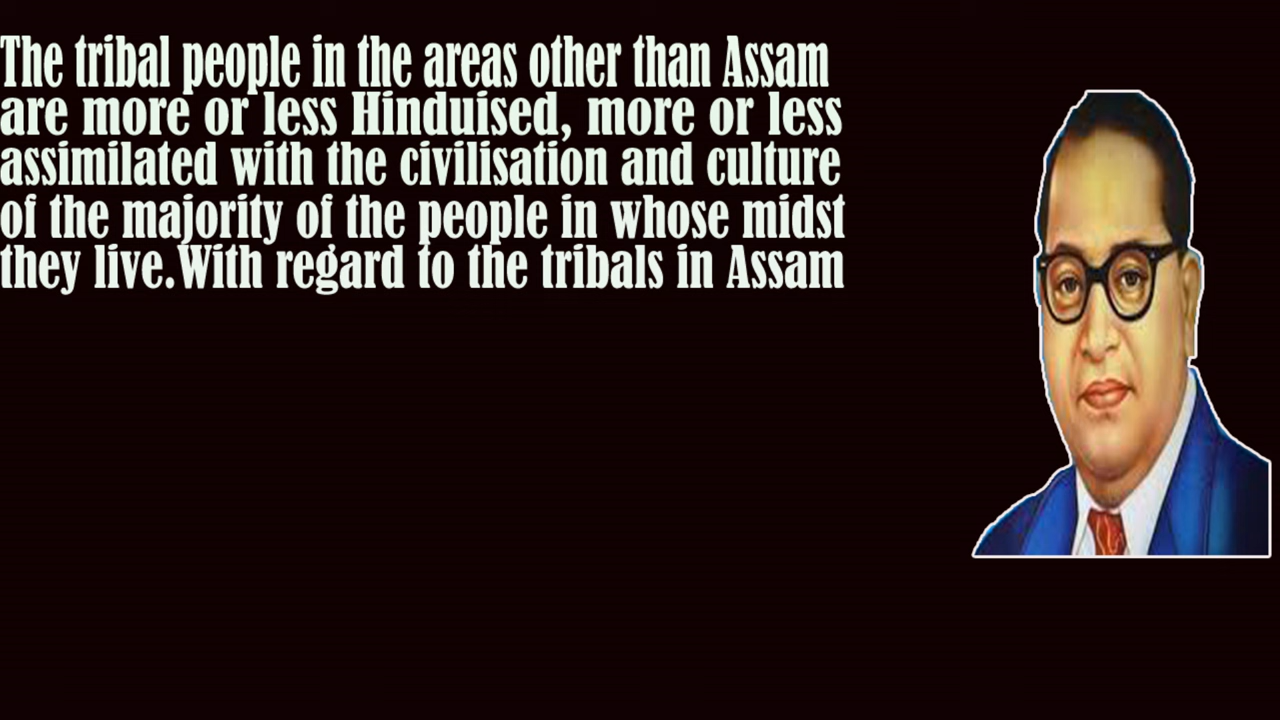 The tribal people in the areas other than Assam
are more or less Hinduised, more or less
assimilated with the civilisation and culture
of the majority of the people in whose midst
they live.With regard to the tribals in Assam